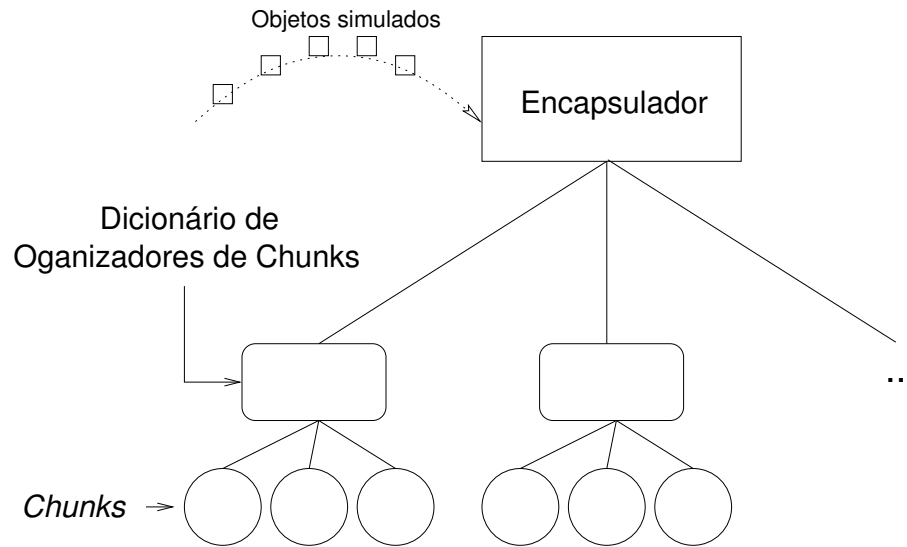 Objetos simulados
Encapsulador
Dicionário de
Oganizadores de Chunks
..
Chunks